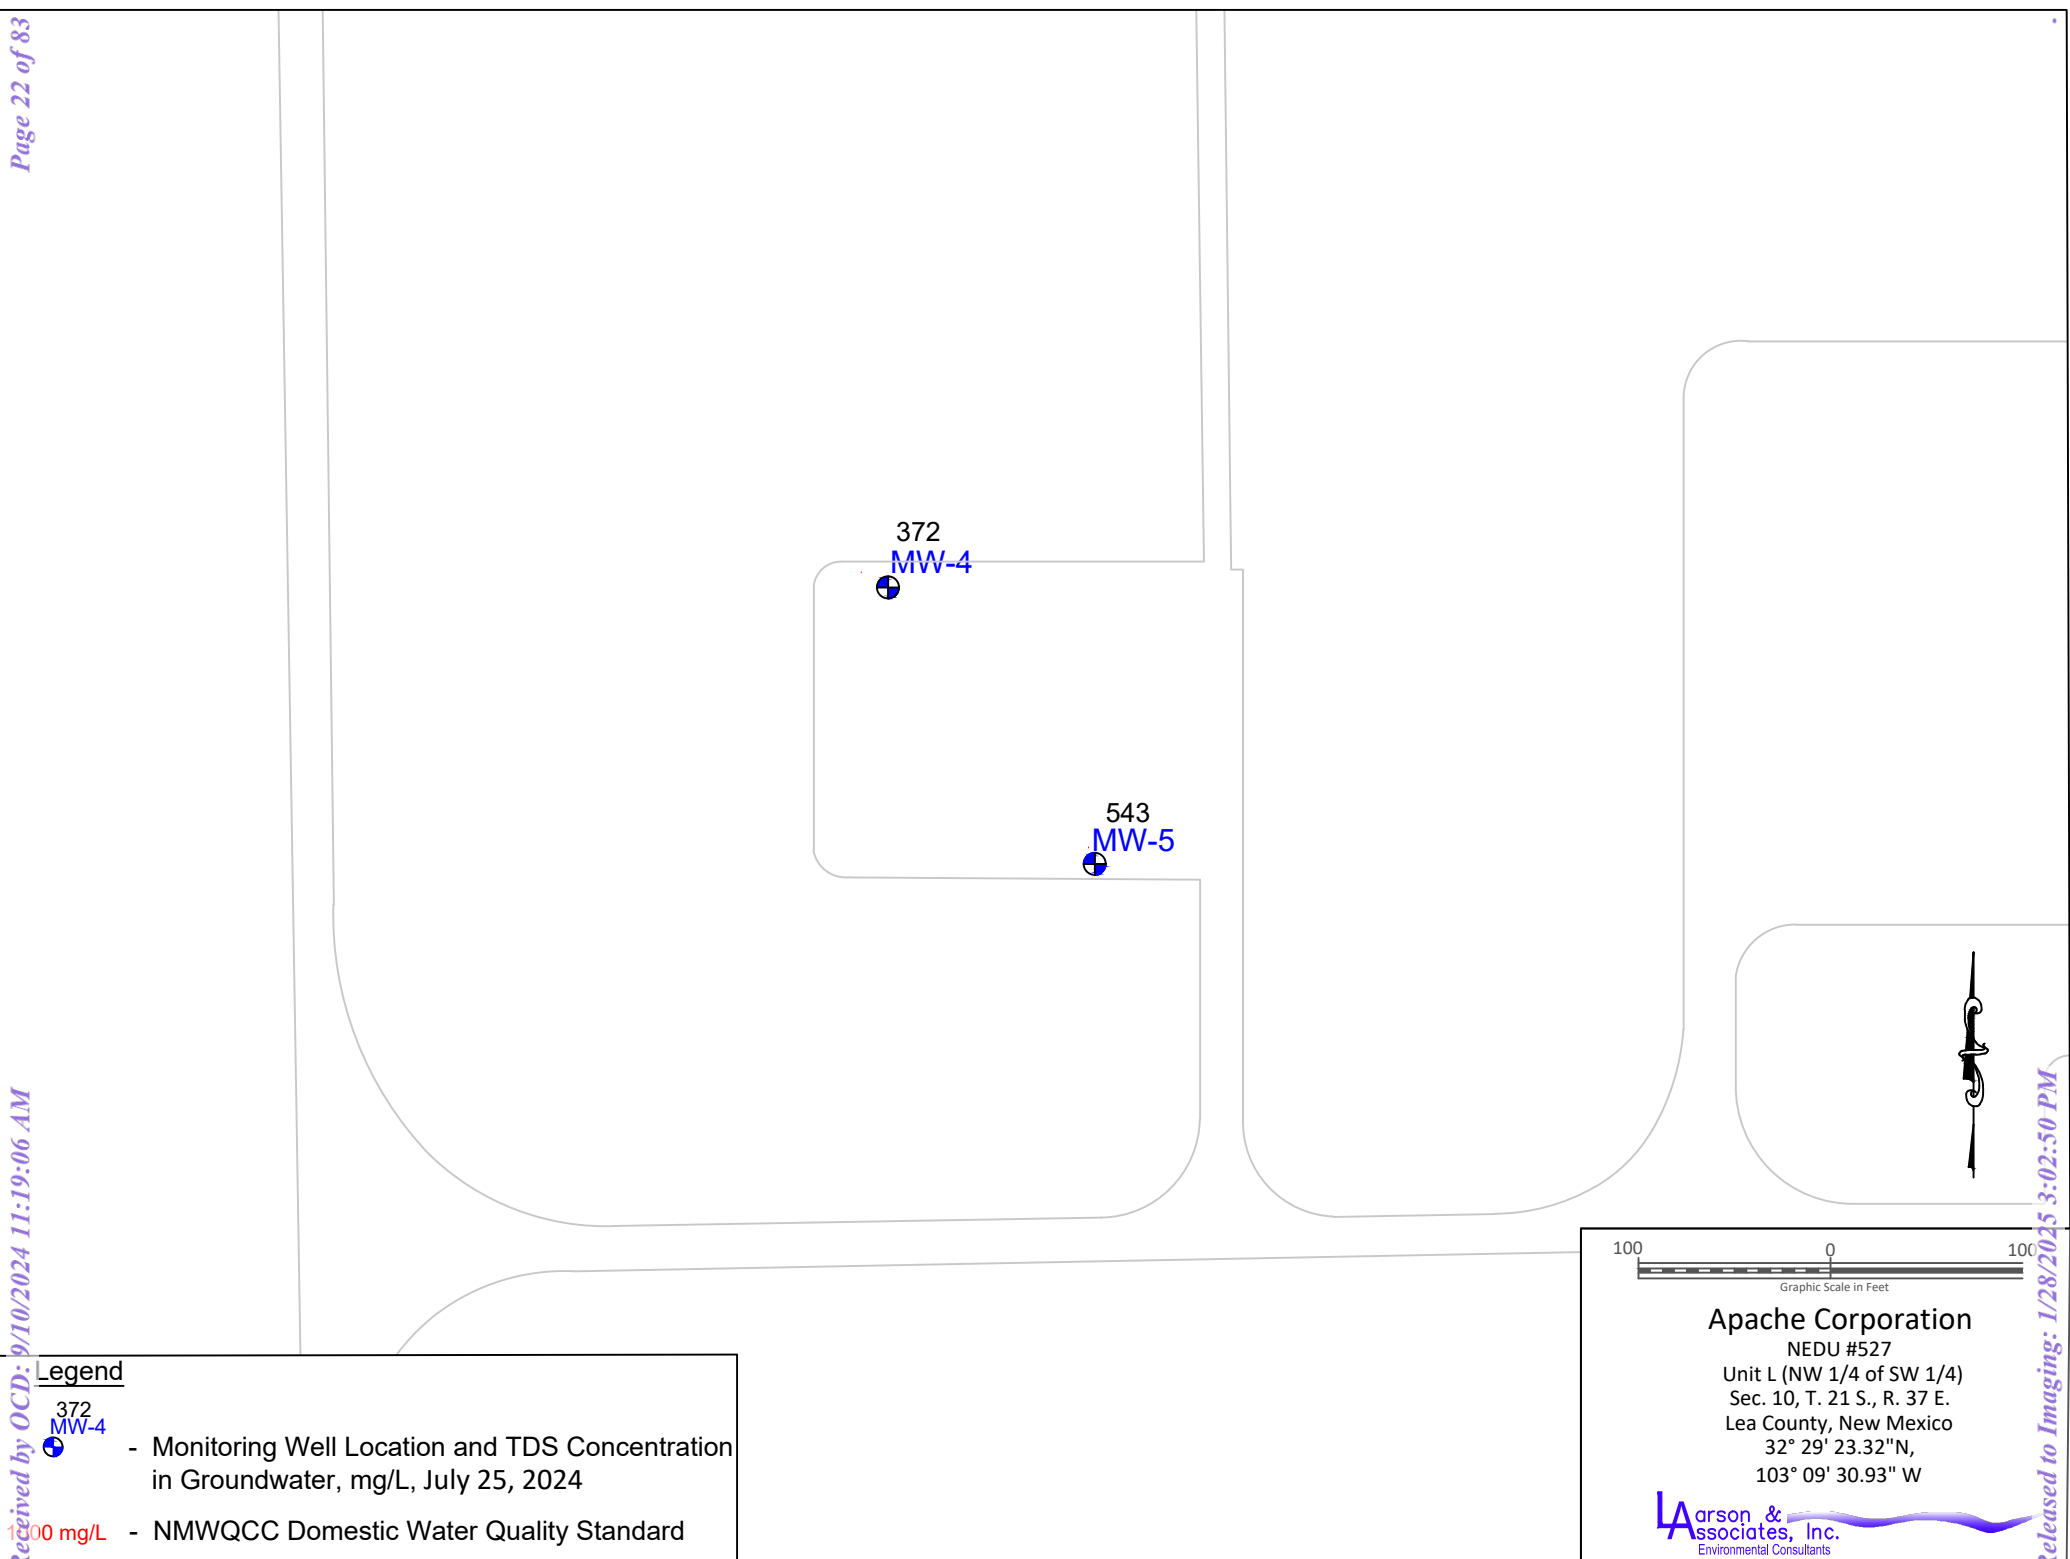 Page 22 of 83
Received by OCD: 9/10/2024 11:19:06 AM
Released to Imaging: 1/28/2025 3:02:50 PM
372
MW-4
543
MW-5
Legend
372
MW-4
- Monitoring Well Location and TDS Concentration
in Groundwater, mg/L, July 25, 2024
1000 mg/L - NMWQCC Domestic Water Quality Standard
100 0 100
Graphic Scale in Feet
Apache Corporation
NEDU #527
Unit L (NW 1/4 of SW 1/4)
Sec. 10, T. 21 S., R. 37 E.
Lea County, New Mexico
32° 29' 23.32"N,
103° 09' 30.93" W
Larson &
Associates, Inc.
Environmental Consultants